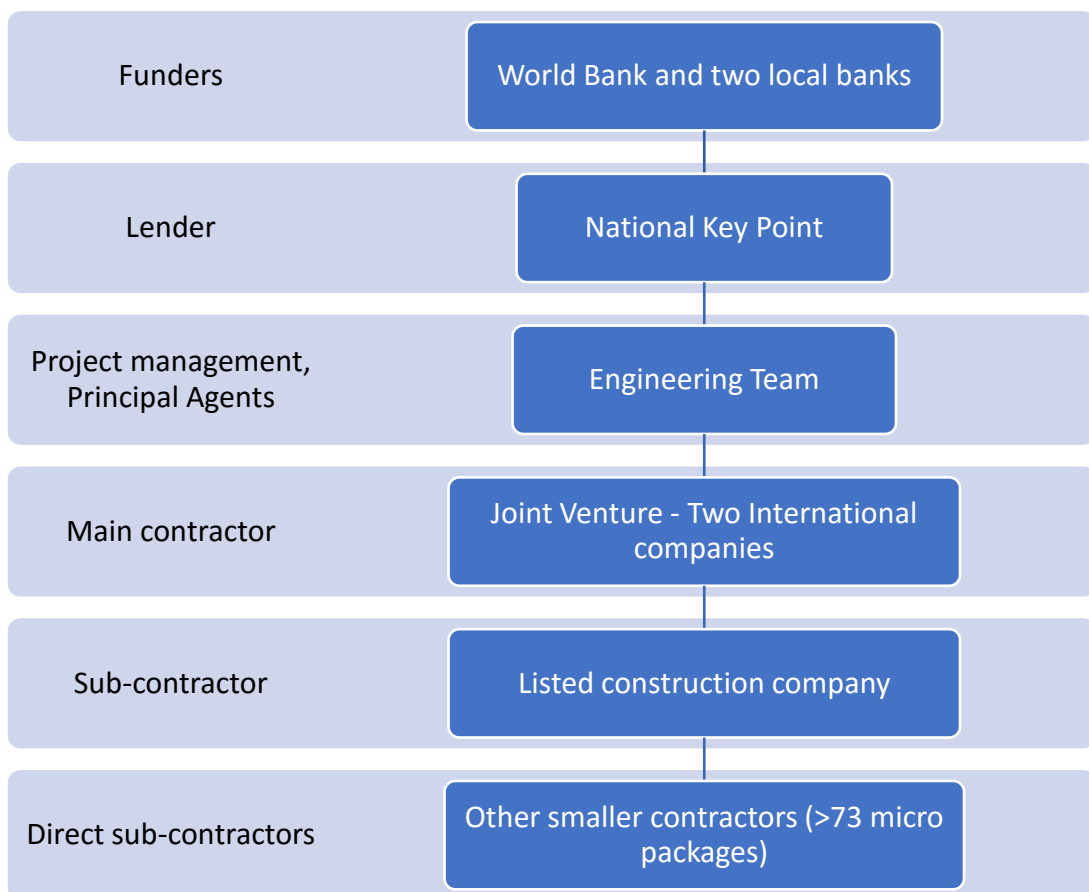 Funders
World Bank and two local banks
Lender
National Key Point
Project management,
Principal Agents
Engineering Team
Main contractor
Joint Venture - Two International
companies
Sub-contractor
Listed construction company
Direct sub-contractors
Other smaller contractors (>73 micro
packages)